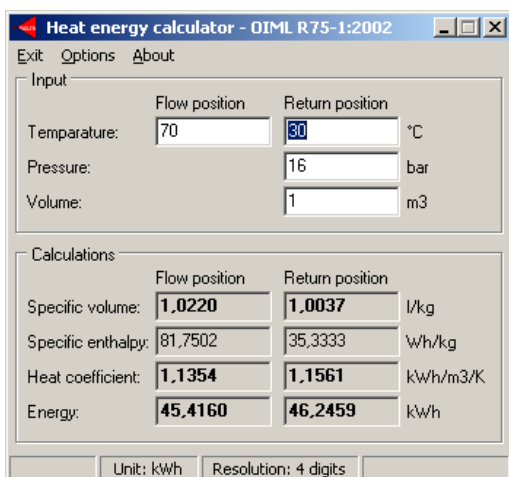 Heat energy calculator - OIML R75-1:2002
Exit Options About
Input
Flow position Return position
Temparature: 70 30 °C
Pressure: 16 bar
Volume: 1 m3
Calculations
Flow position Return position
Specific volume: 1,0220 1,0037 l/kg
Specific enthalpy: 81,7502 35,3333 Wh/kg
Heat coefficient: 1,1354 1,1561 kWh/m3/K
Energy: 45,4160 46,2459 kWh
Unit: kWh Resolution: 4 digits